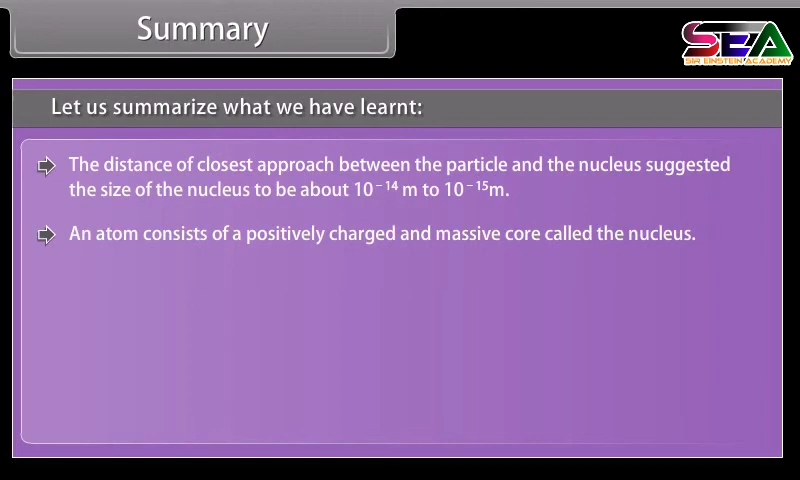 Summary
SEA
SIR EINSTEIN ACADEMY
Let us summarize what we have learnt:
The distance of closest approach between the particle and the nucleus suggested
the size of the nucleus to be about 10⁻¹⁴ m to 10⁻¹⁵m.
An atom consists of a positively charged and massive core called the nucleus.